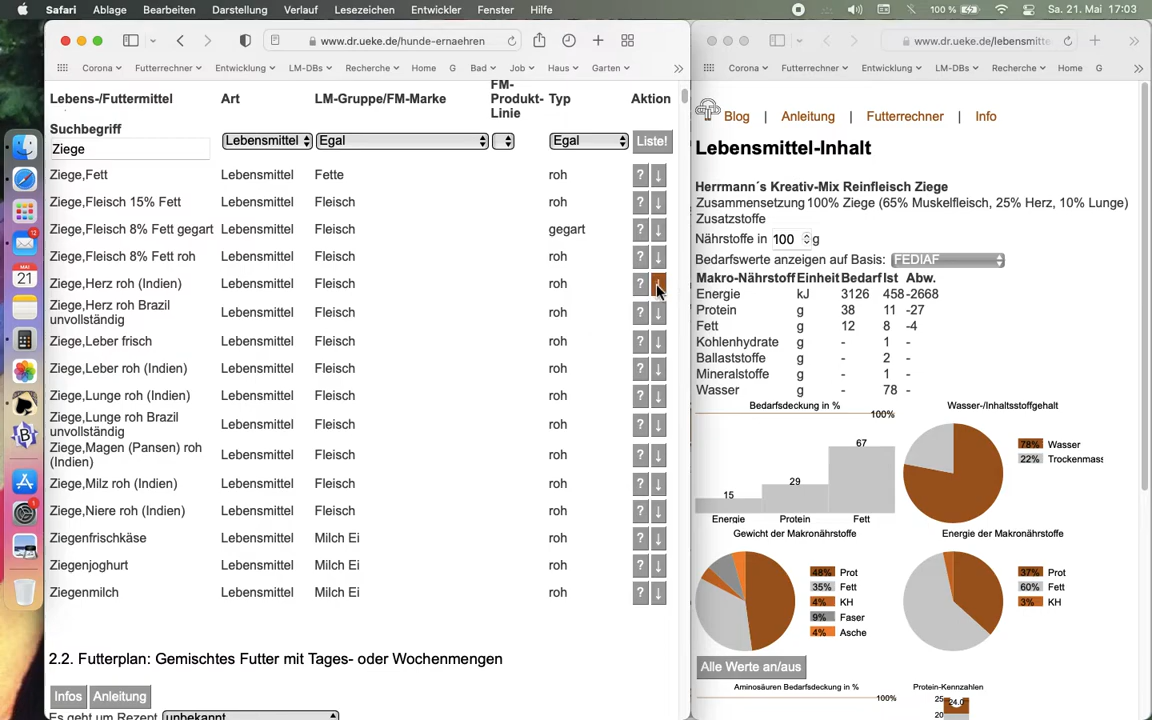 Safari Ablage Bearbeiten Darstellung Verlauf Lesezeichen Entwickler Fenster Hilfe 100 % Sa. 21. Mai 17:03
www.dr.ueke.de/hunde-ernaehren
Corona Futterrechner Entwicklung LM-DBs Recherche Home G Bad Job Haus Garten
Lebens-/Futtermittel Art LM-Gruppe/FM-Marke FM-Produkt-Linie Typ Aktion
Suchbegriff
Ziege Lebensmittel Egal Egal Liste!
Ziege,Fett Lebensmittel Fette roh ? ↓
Ziege,Fleisch 15% Fett Lebensmittel Fleisch roh ? ↓
Ziege,Fleisch 8% Fett gegart Lebensmittel Fleisch gegart ? ↓
Ziege,Fleisch 8% Fett roh Lebensmittel Fleisch roh ? ↓
Ziege,Herz roh (Indien) Lebensmittel Fleisch roh ? ↓
Ziege,Herz roh Brazil
unvollständig Lebensmittel Fleisch roh ? ↓
Ziege,Leber frisch Lebensmittel Fleisch roh ? ↓
Ziege,Leber roh (Indien) Lebensmittel Fleisch roh ? ↓
Ziege,Lunge roh (Indien) Lebensmittel Fleisch roh ? ↓
Ziege,Lunge roh Brazil
unvollständig Lebensmittel Fleisch roh ? ↓
Ziege,Magen (Pansen) roh
(Indien) Lebensmittel Fleisch roh ? ↓
Ziege,Milz roh (Indien) Lebensmittel Fleisch roh ? ↓
Ziege,Niere roh (Indien) Lebensmittel Fleisch roh ? ↓
Ziegenfrischkäse Lebensmittel Milch Ei roh ? ↓
Ziegenjoghurt Lebensmittel Milch Ei roh ? ↓
Ziegenmilch Lebensmittel Milch Ei roh ? ↓
2.2. Futterplan: Gemischtes Futter mit Tages- oder Wochenmengen
Infos Anleitung
Es geht um Rezept unbekannt
12
MAI
21
1
www.dr.ueke.de/lebensmitte
Corona Futterrechner Entwicklung LM-DBs Recherche Home G
Blog | Anleitung | Futterrechner | Info
Lebensmittel-Inhalt
Herrmann´s Kreativ-Mix Reinfleisch Ziege
Zusammensetzung 100% Ziege (65% Muskelfleisch, 25% Herz, 10% Lunge)
Zusatzstoffe
Nährstoffe in 100 g
Bedarfswerte anzeigen auf Basis: FEDIAF
Makro-Nährstoff Einheit Bedarf Ist Abw.
Energie kJ 3126 458 -2668
Protein g 38 11 -27
Fett g 12 8 -4
Kohlenhydrate g - 1 -
Ballaststoffe g - 2 -
Mineralstoffe g - 1 -
Wasser g - 78 -
Bedarfsdeckung in %
100%
67
29
15
Energie Protein Fett
Wasser-/Inhaltsstoffgehalt
78% Wasser
22% Trockenmass
Gewicht der Makronährstoffe
48% Prot
35% Fett
4% KH
9% Faser
4% Asche
Energie der Makronährstoffe
37% Prot
60% Fett
3% KH
Alle Werte an/aus
Aminosäuren Bedarfsdeckung in %
100%
Protein-Kennzahlen
25
24.0
20